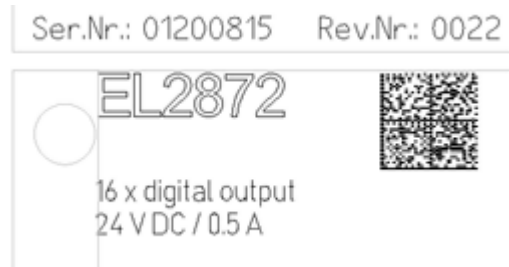 Ser.Nr.: 01200815 Rev.Nr.: 0022
EL2872
16 x digital output
24 V DC / 0.5 A